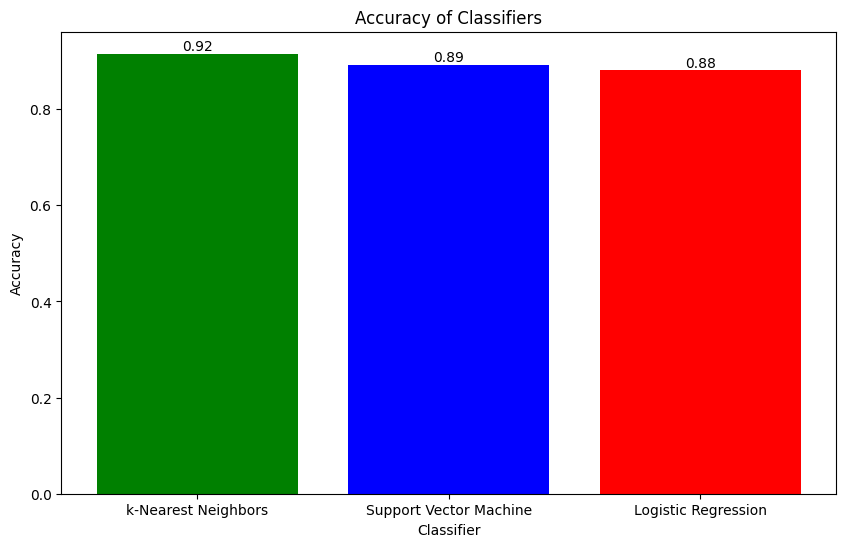 Accuracy of Classifiers
0.92
0.89
0.88
Accuracy
0.8
0.6
0.4
0.2
0.0
k-Nearest Neighbors
Support Vector Machine
Logistic Regression
Classifier